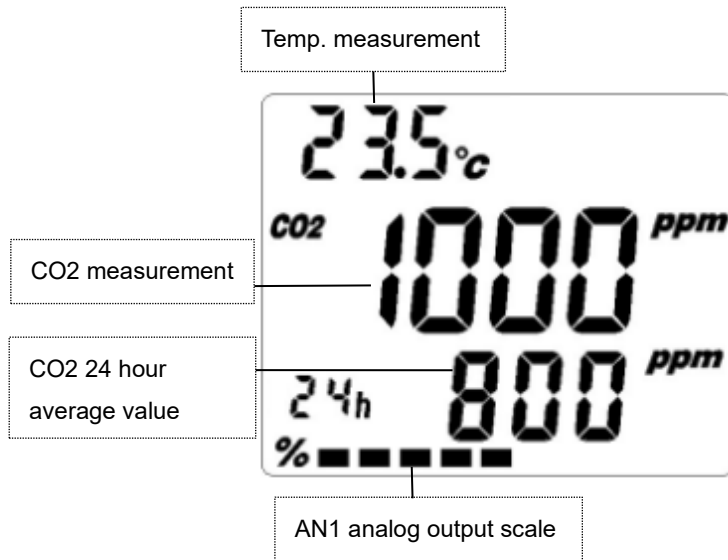 Temp. measurement
23.5°C
CO2 1000 ppm
CO2 measurement
CO2 24 hour
average value
24h 800 ppm
%
AN1 analog output scale